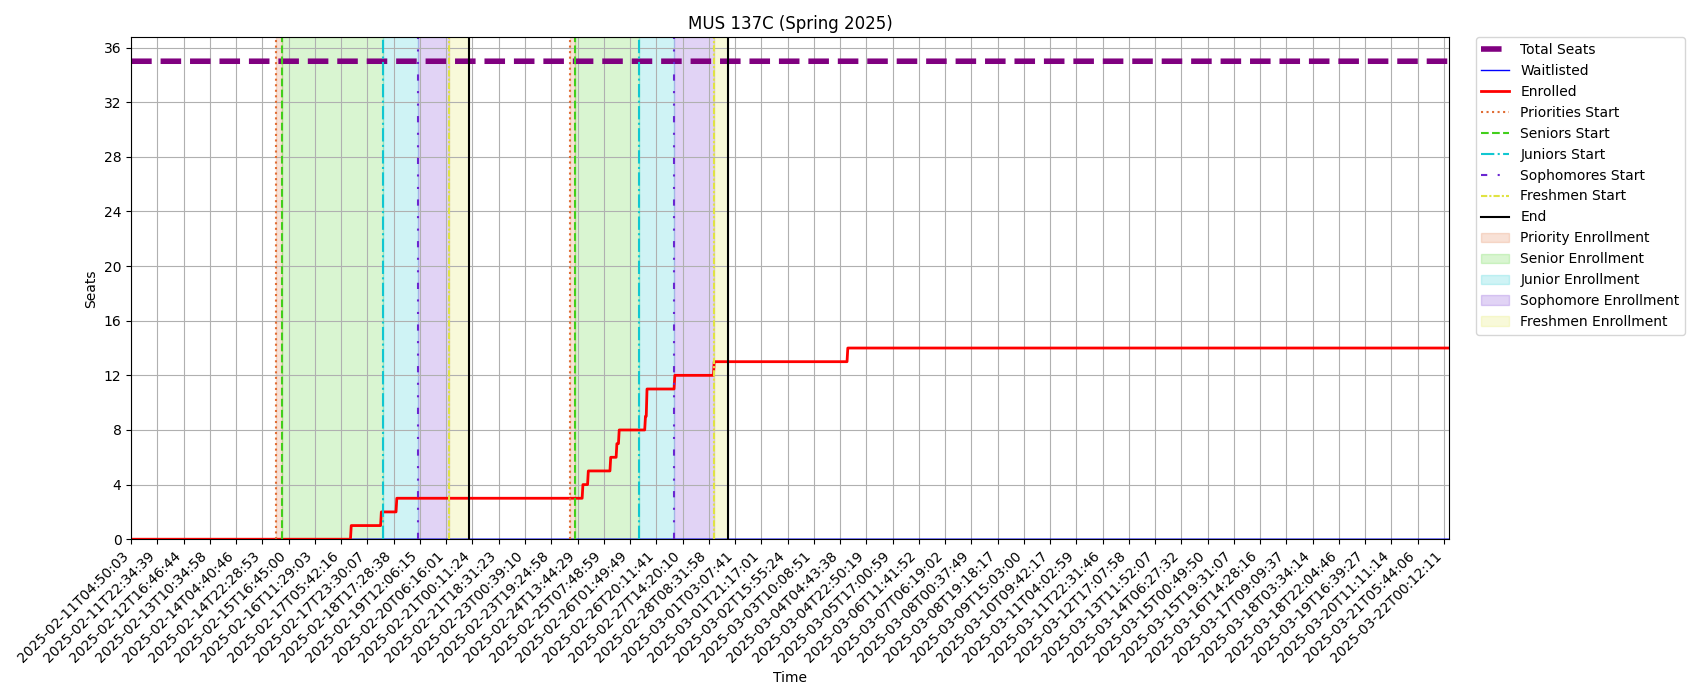 MUS 137C (Spring 2025)
36
32
28
24
20
16
12
8
4
0
Seats
2025-02-11T04:50:03
2025-02-11T22:34:39
2025-02-12T16:46:44
2025-02-13T10:34:58
2025-02-14T04:40:46
2025-02-14T22:28:53
2025-02-15T16:45:00
2025-02-16T11:29:03
2025-02-17T05:42:16
2025-02-17T23:30:07
2025-02-18T17:28:38
2025-02-19T12:06:15
2025-02-20T06:16:01
2025-02-21T00:11:24
2025-02-21T18:31:23
2025-02-23T00:39:10
2025-02-23T19:24:58
2025-02-24T13:44:29
2025-02-25T07:48:59
2025-02-26T01:49:49
2025-02-26T20:11:41
2025-02-27T14:20:10
2025-02-28T08:31:58
2025-03-01T03:07:41
2025-03-01T21:17:01
2025-03-02T15:55:24
2025-03-03T10:08:51
2025-03-04T04:43:38
2025-03-04T22:50:19
2025-03-05T17:00:59
2025-03-06T11:41:52
2025-03-07T06:19:02
2025-03-08T00:37:49
2025-03-08T19:18:17
2025-03-09T15:03:00
2025-03-10T09:42:17
2025-03-11T04:02:59
2025-03-11T22:31:46
2025-03-12T17:07:58
2025-03-13T11:52:07
2025-03-14T06:27:32
2025-03-15T00:49:50
2025-03-15T19:31:07
2025-03-16T14:28:16
2025-03-17T09:09:37
2025-03-18T03:34:14
2025-03-18T22:04:46
2025-03-19T16:39:27
2025-03-20T11:11:14
2025-03-21T05:44:06
2025-03-22T00:12:11
Time
Total Seats
Waitlisted
Enrolled
Priorities Start
Seniors Start
Juniors Start
Sophomores Start
Freshmen Start
End
Priority Enrollment
Senior Enrollment
Junior Enrollment
Sophomore Enrollment
Freshmen Enrollment